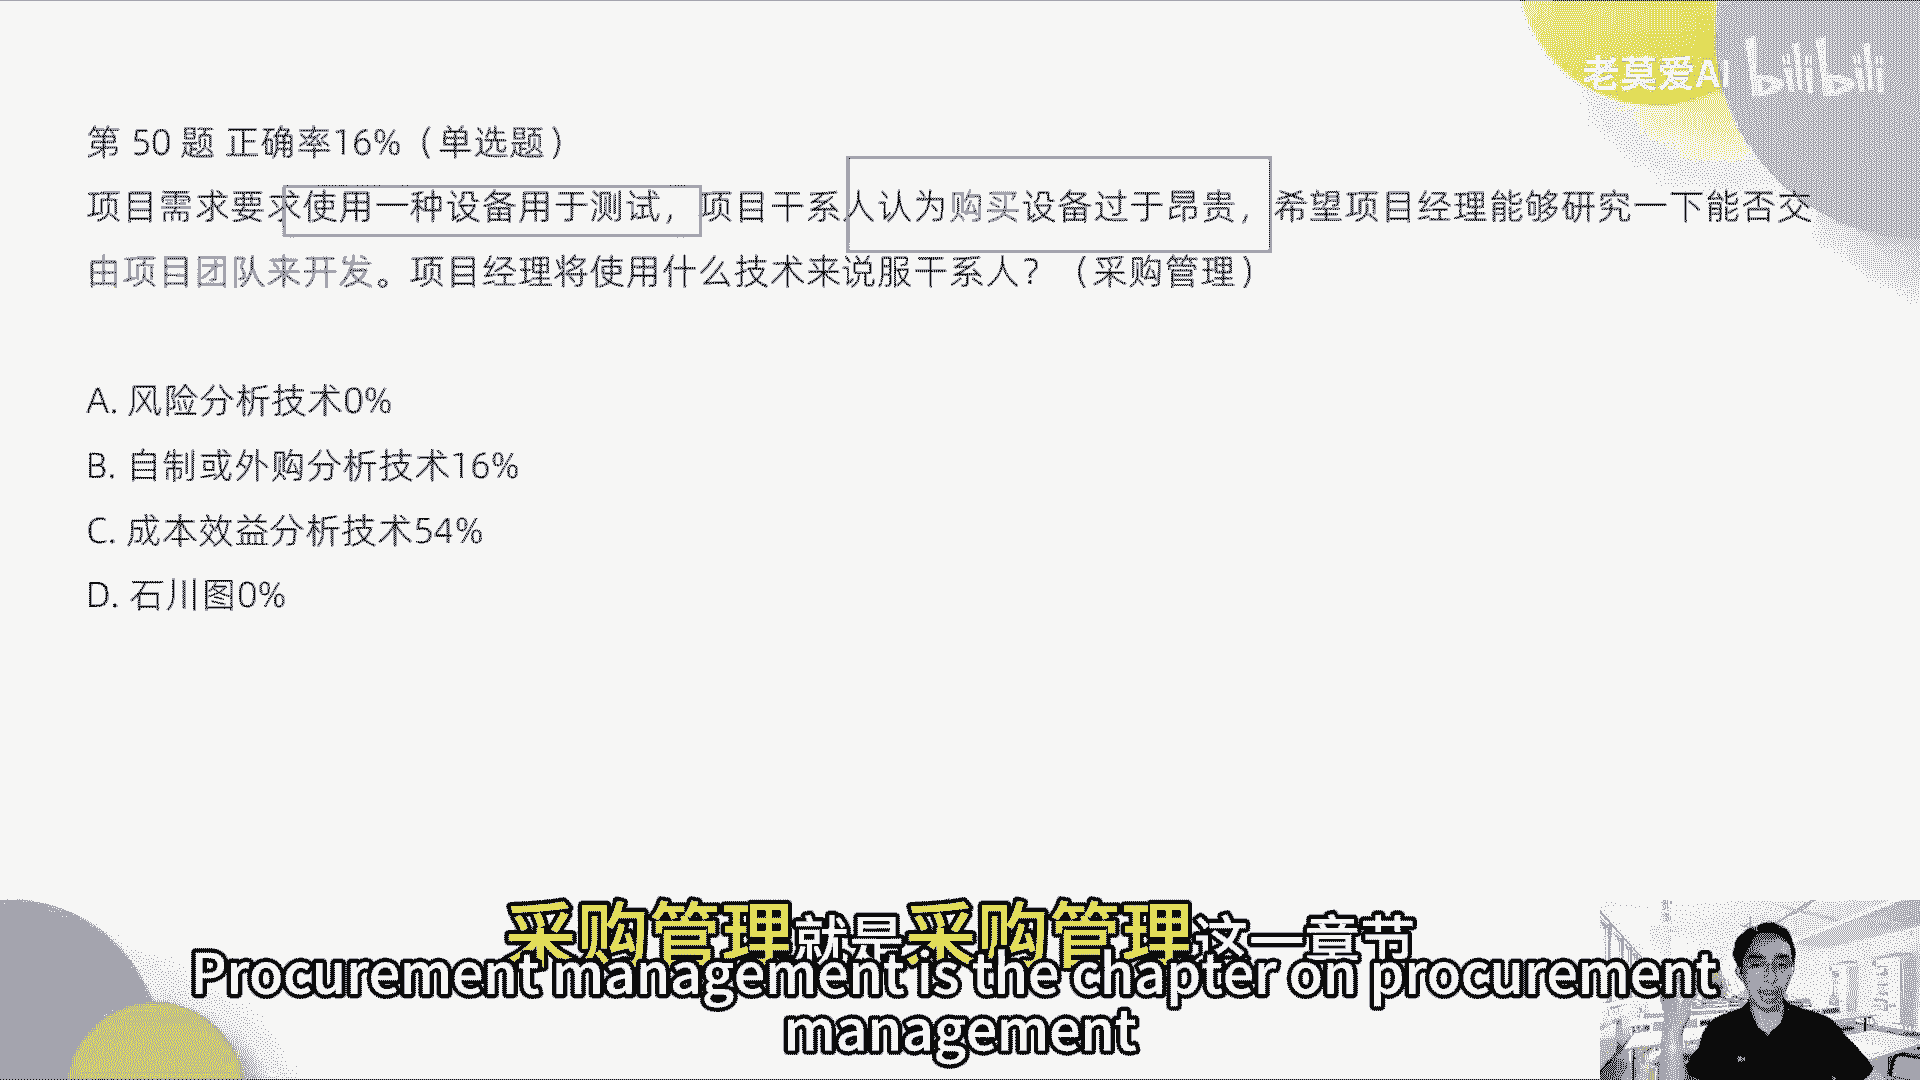 老莫爱AI bilibili
第 50 题 正确率16%（单选题）
项目需求要求使用一种设备用于测试，项目干系人认为购买设备过于昂贵，希望项目经理能够研究一下能否交
由项目团队来开发。项目经理将使用什么技术来说服干系人？（采购管理）
A. 风险分析技术0%
B. 自制或外购分析技术16%
C. 成本效益分析技术54%
D. 石川图0%
采购管理就是采购管理这一章节
Procurement management is the chapter on procurement
management